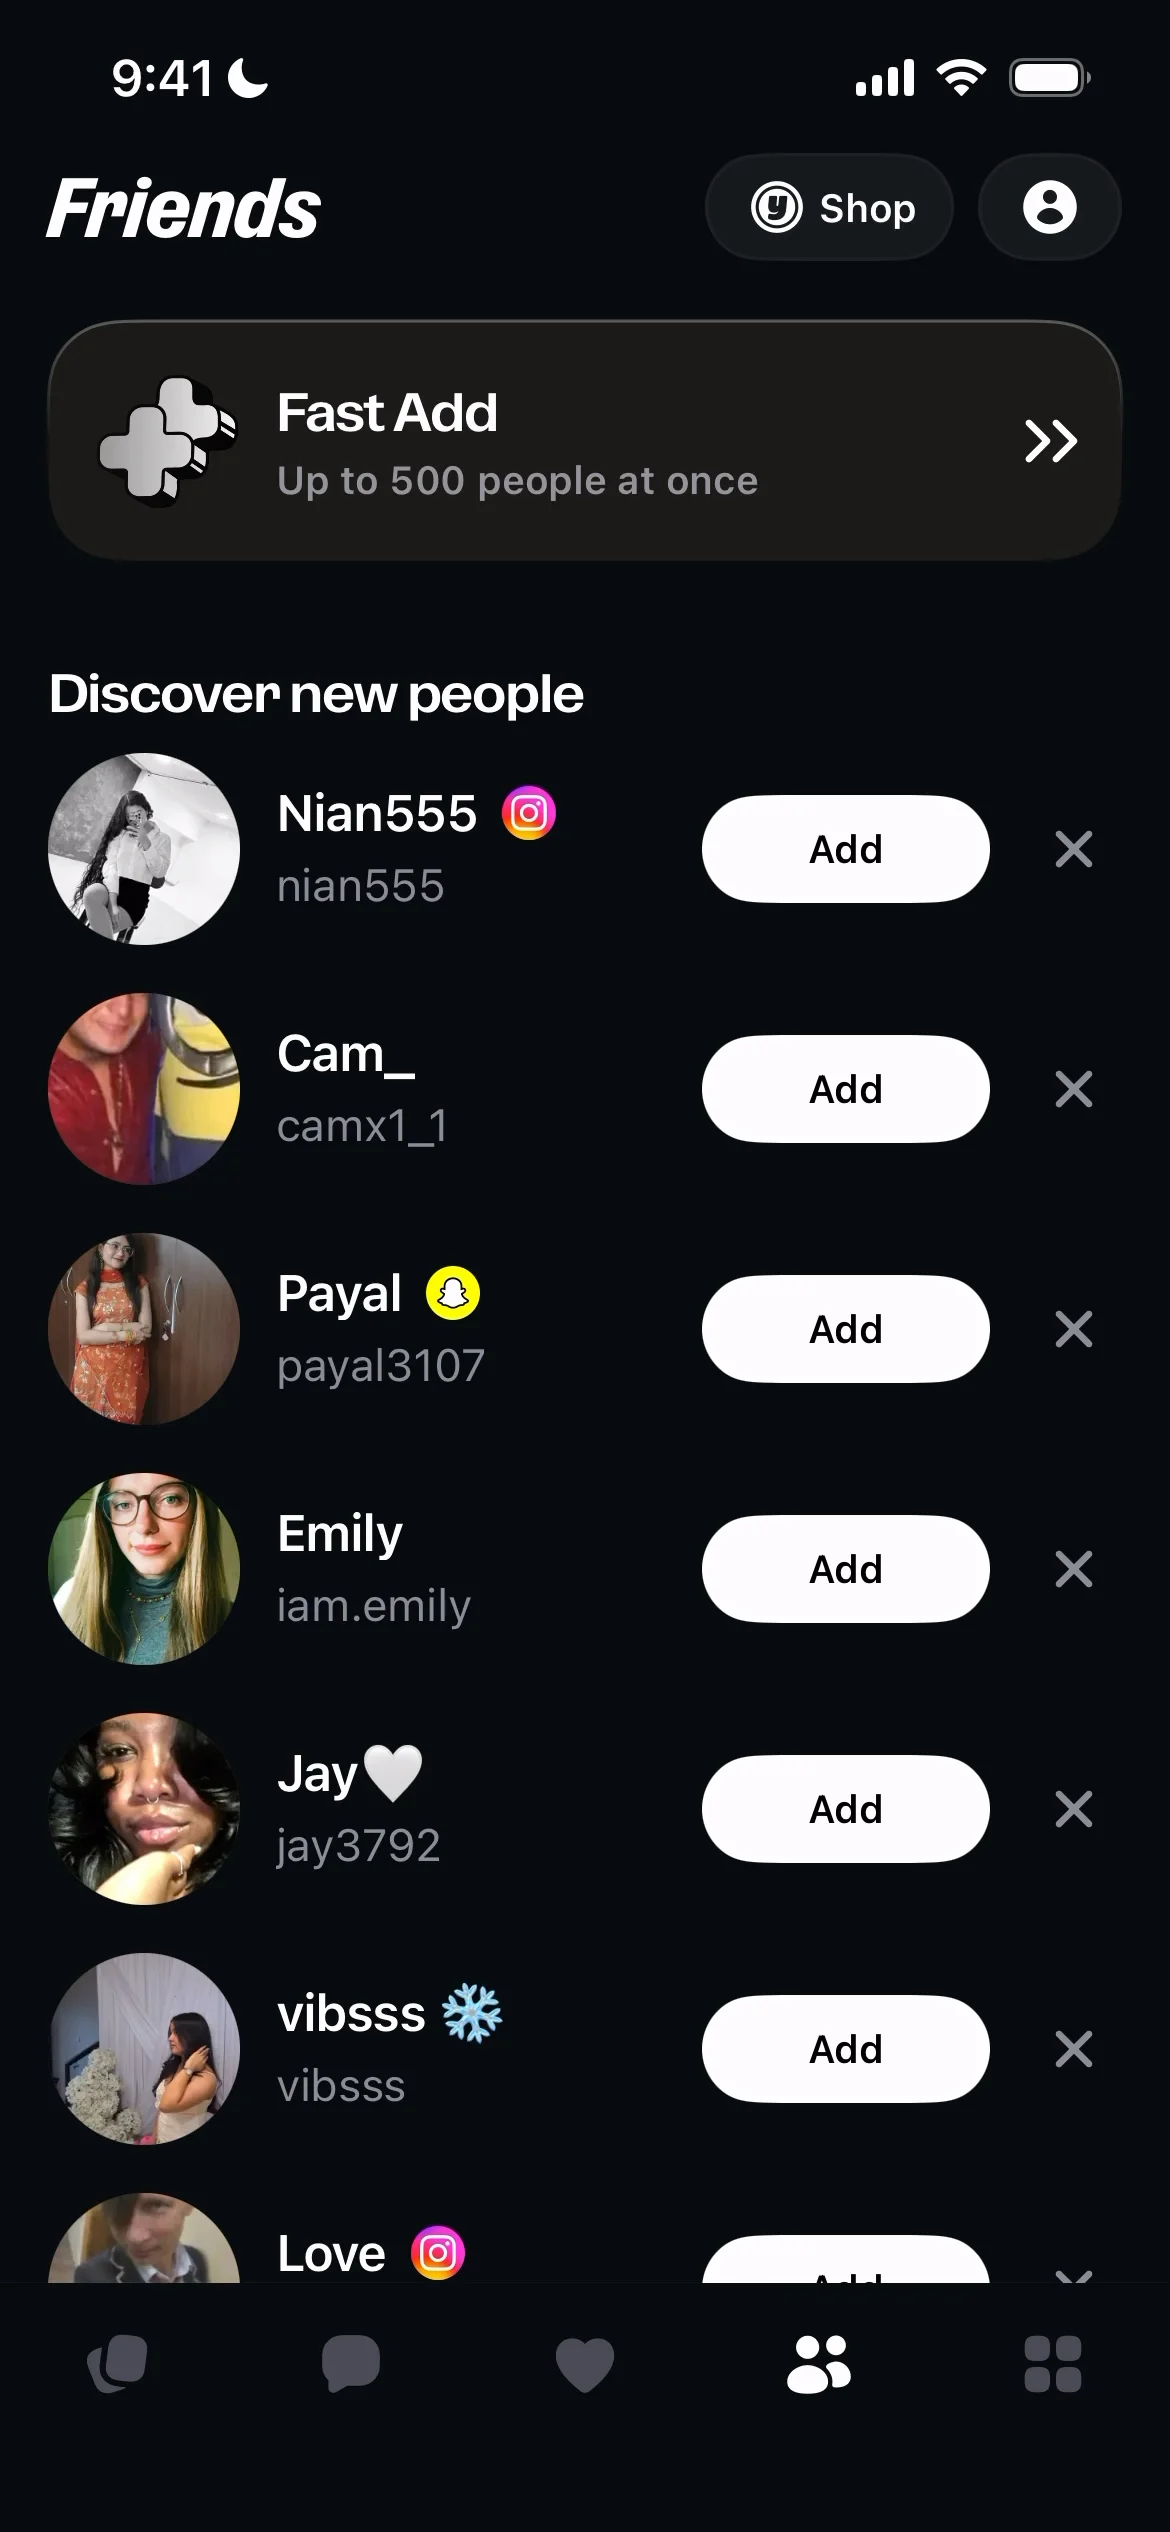 9:41
Friends
Shop
Fast Add
Up to 500 people at once
Discover new people
Nian555
nian555
Add
Cam_
camx1_1
Add
Payal
payal3107
Add
Emily
iam.emily
Add
Jay🤍
jay3792
Add
vibsss ❄️
vibsss
Add
Love
Add